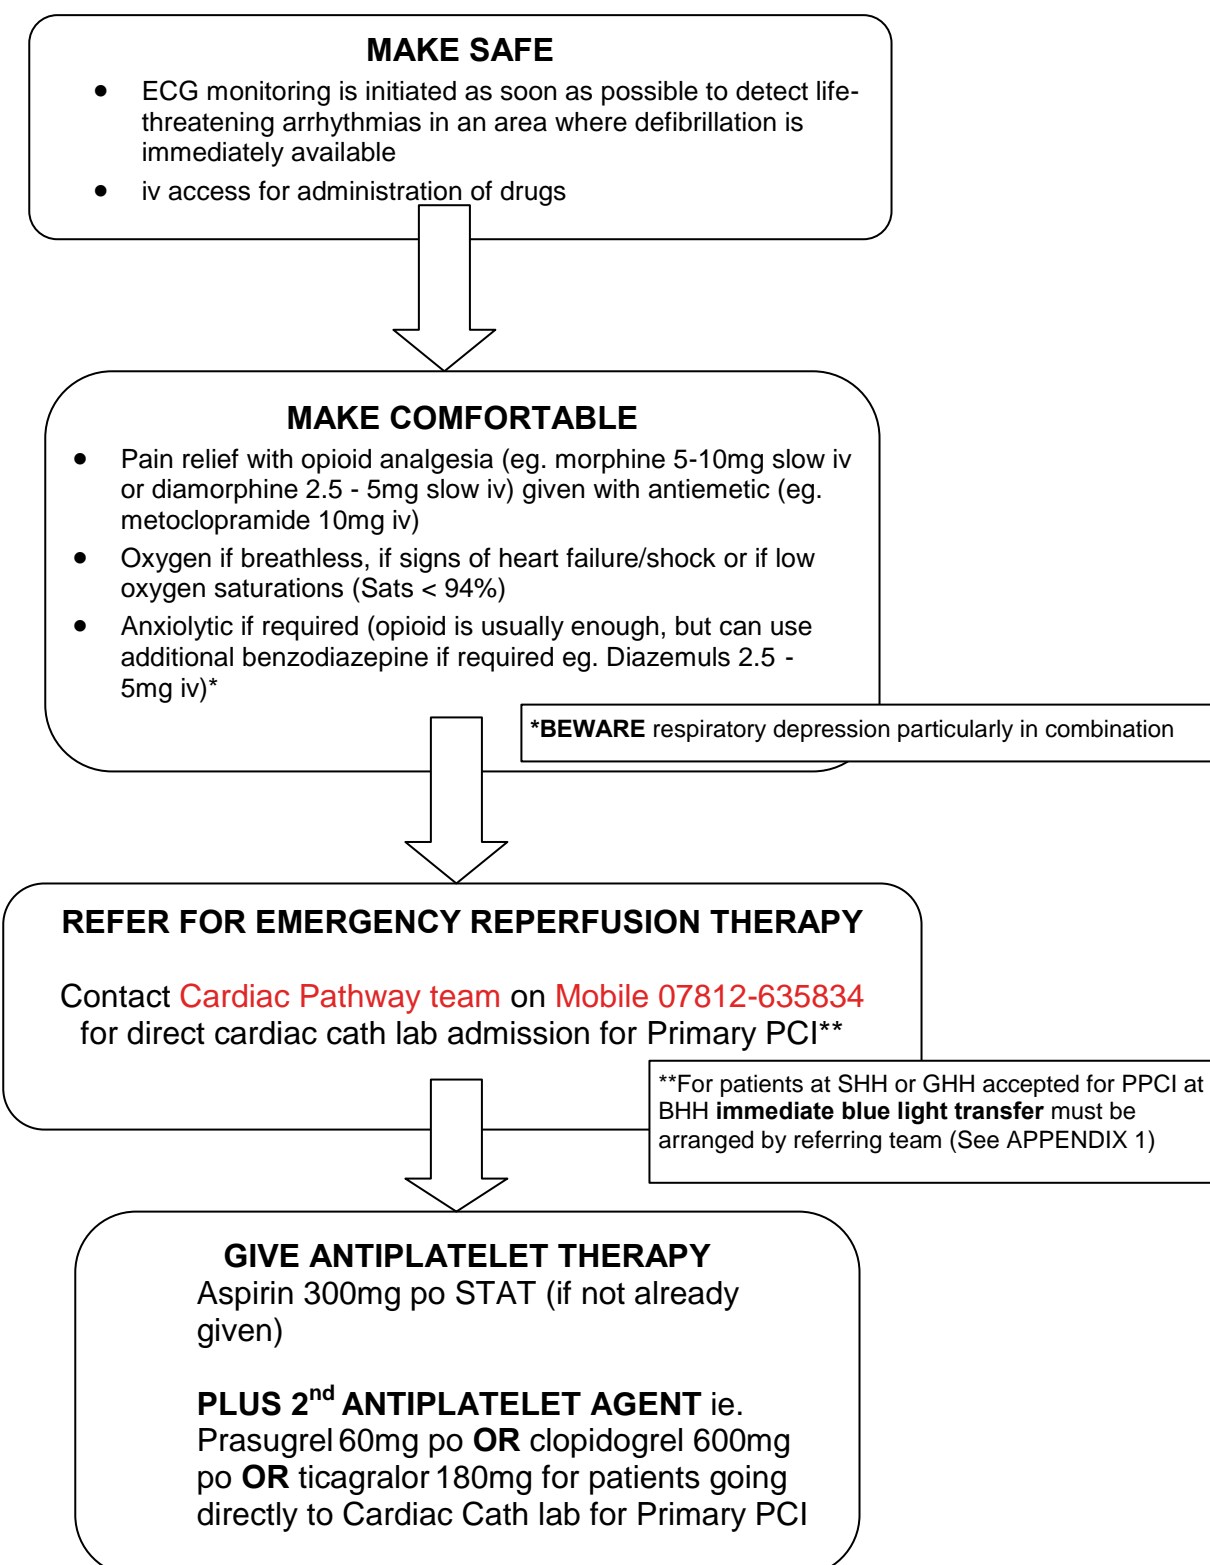 MAKE SAFE
• ECG monitoring is initiated as soon as possible to detect life-
threatening arrhythmias in an area where defibrillation is
immediately available
• iv access for administration of drugs
MAKE COMFORTABLE
• Pain relief with opioid analgesia (eg. morphine 5-10mg slow iv
or diamorphine 2.5 - 5mg slow iv) given with antiemetic (eg.
metoclopramide 10mg iv)
• Oxygen if breathless, if signs of heart failure/shock or if low
oxygen saturations (Sats < 94%)
• Anxiolytic if required (opioid is usually enough, but can use
additional benzodiazepine if required eg. Diazemuls 2.5 -
5mg iv)*
*BEWARE respiratory depression particularly in combination
REFER FOR EMERGENCY REPERFUSION THERAPY
Contact Cardiac Pathway team on Mobile 07812-635834
for direct cardiac cath lab admission for Primary PCI**
**For patients at SHH or GHH accepted for PPCI at
BHH immediate blue light transfer must be
arranged by referring team (See APPENDIX 1)
GIVE ANTIPLATELET THERAPY
Aspirin 300mg po STAT (if not already
given)
PLUS 2nd ANTIPLATELET AGENT ie.
Prasugrel 60mg po OR clopidogrel 600mg
po OR ticagralor 180mg for patients going
directly to Cardiac Cath lab for Primary PCI